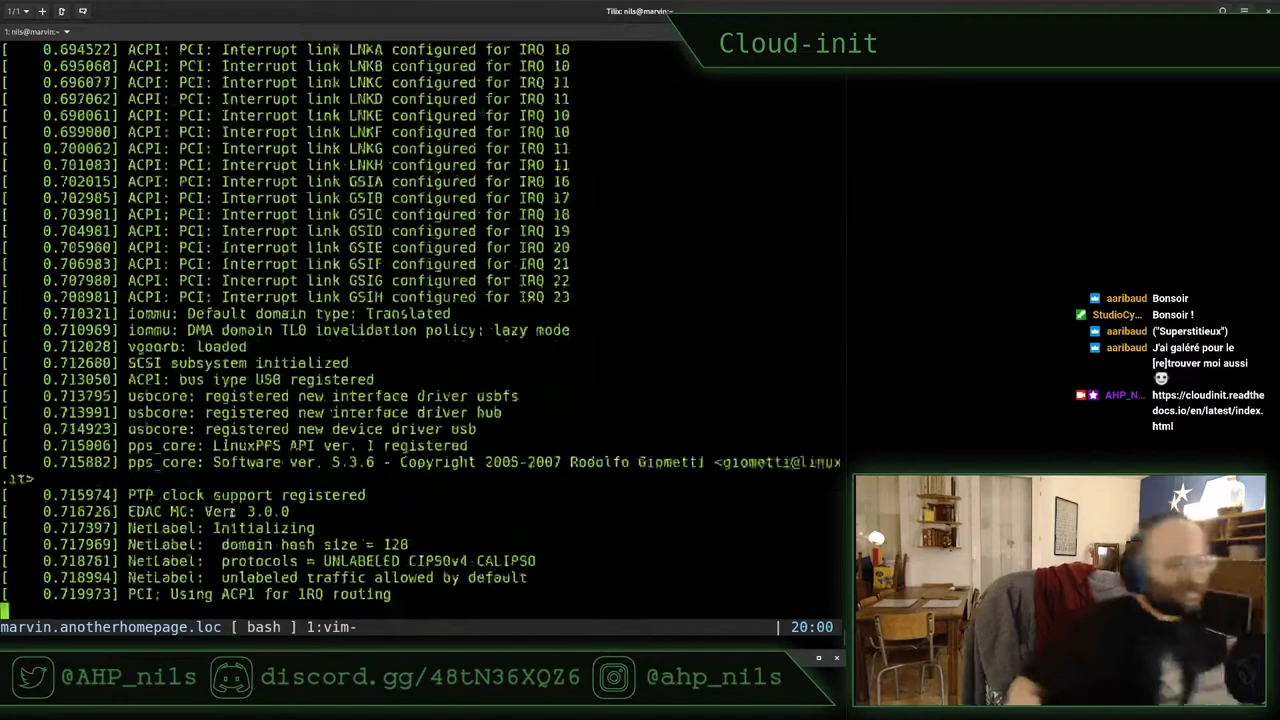 1/1
Tilix: nils@marvin:~
1: nils@marvin:~
Cloud-init
[    0.694522] ACPI: PCI: Interrupt link LNKA configured for IRQ 10
[    0.695068] ACPI: PCI: Interrupt link LNKB configured for IRQ 10
[    0.696077] ACPI: PCI: Interrupt link LNKC configured for IRQ 11
[    0.697062] ACPI: PCI: Interrupt link LNKD configured for IRQ 11
[    0.698061] ACPI: PCI: Interrupt link LNKE configured for IRQ 10
[    0.699000] ACPI: PCI: Interrupt link LNKF configured for IRQ 10
[    0.700062] ACPI: PCI: Interrupt link LNKG configured for IRQ 11
[    0.701083] ACPI: PCI: Interrupt link LNKH configured for IRQ 11
[    0.702015] ACPI: PCI: Interrupt link GSIA configured for IRQ 16
[    0.702985] ACPI: PCI: Interrupt link GSIB configured for IRQ 17
[    0.703981] ACPI: PCI: Interrupt link GSIC configured for IRQ 18
[    0.704981] ACPI: PCI: Interrupt link GSID configured for IRQ 19
[    0.705980] ACPI: PCI: Interrupt link GSIE configured for IRQ 20
[    0.706983] ACPI: PCI: Interrupt link GSIF configured for IRQ 21
[    0.707980] ACPI: PCI: Interrupt link GSIG configured for IRQ 22
[    0.708981] ACPI: PCI: Interrupt link GSIH configured for IRQ 23
[    0.710321] iommu: Default domain type: Translated
[    0.710969] iommu: DMA domain TLB invalidation policy: lazy mode
[    0.712028] vgaarb: loaded
[    0.712680] SCSI subsystem initialized
[    0.713050] ACPI: bus type USB registered
[    0.713795] usbcore: registered new interface driver usbfs
[    0.713991] usbcore: registered new interface driver hub
[    0.714923] usbcore: registered new device driver usb
[    0.715006] pps_core: LinuxPPS API ver. 1 registered
[    0.715882] pps_core: Software ver. 5.3.6 - Copyright 2005-2007 Rodolfo Giometti <giometti@linux
.it>
[    0.715974] PTP clock support registered
[    0.716726] EDAC MC: Ver: 3.0.0
[    0.717397] NetLabel: Initializing
[    0.717969] NetLabel:  domain hash size = 128
[    0.718761] NetLabel:  protocols = UNLABELED CIPSOv4 CALIPSO
[    0.718994] NetLabel:  unlabeled traffic allowed by default
[    0.719973] PCI: Using ACPI for IRQ routing
marvin.anotherhomepage.loc [ bash ] 1:vim- | 20:00
aaribaud Bonsoir
StudioCy... Bonsoir !
aaribaud ("Superstitieux")
aaribaud J'ai galéré pour le
[re]trouver moi aussi
AHP_N... https://cloudinit.readthe
docs.io/en/latest/index.
html
@AHP_nils discord.gg/48tN36XQZ6 @ahp_nils